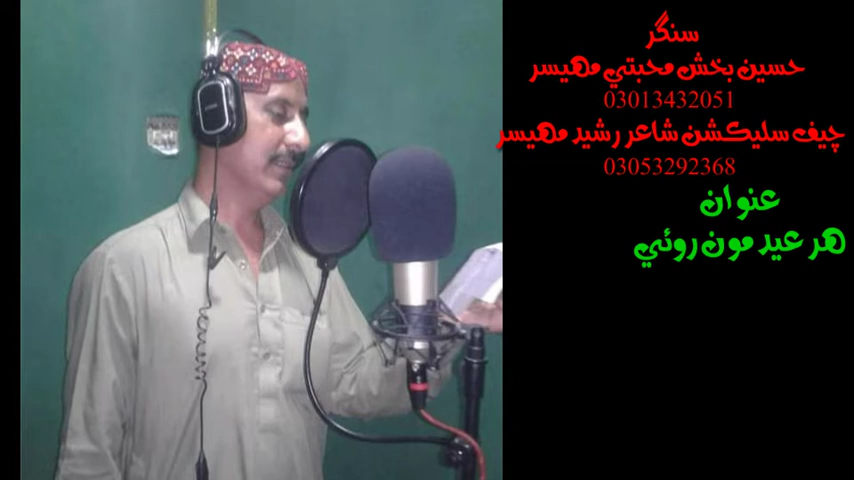 سنگر
حسين بخش محبتي مهيسر
03013432051
چيف سليڪشن شاعر رشيد مهيسر
03053292368
عنوان
هر عيد مون روئي